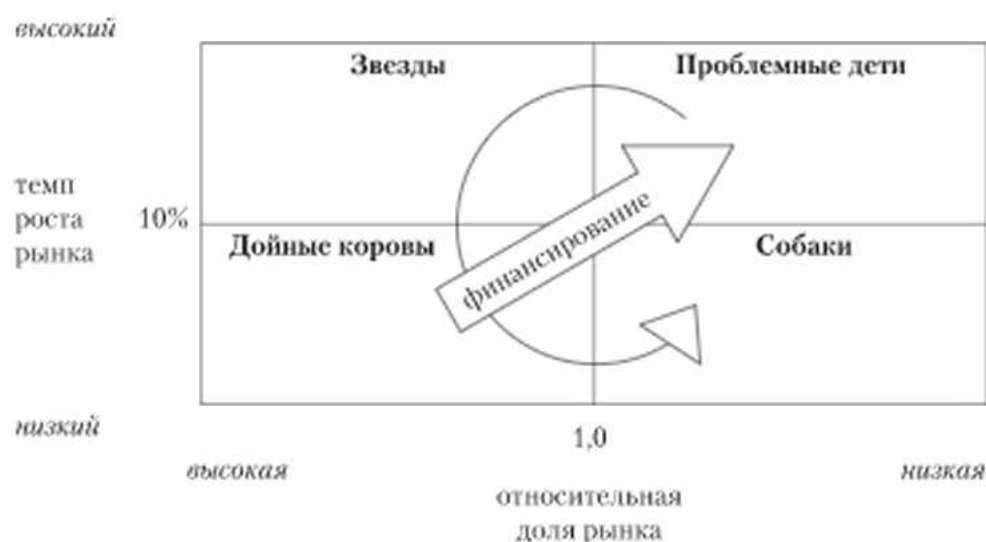 высокий
Звезды
Проблемные дети
темп
роста
рынка
10%
финансирование
Дойные коровы
Собаки
низкий
1,0
высокая
низкая
относительная
доля рынка